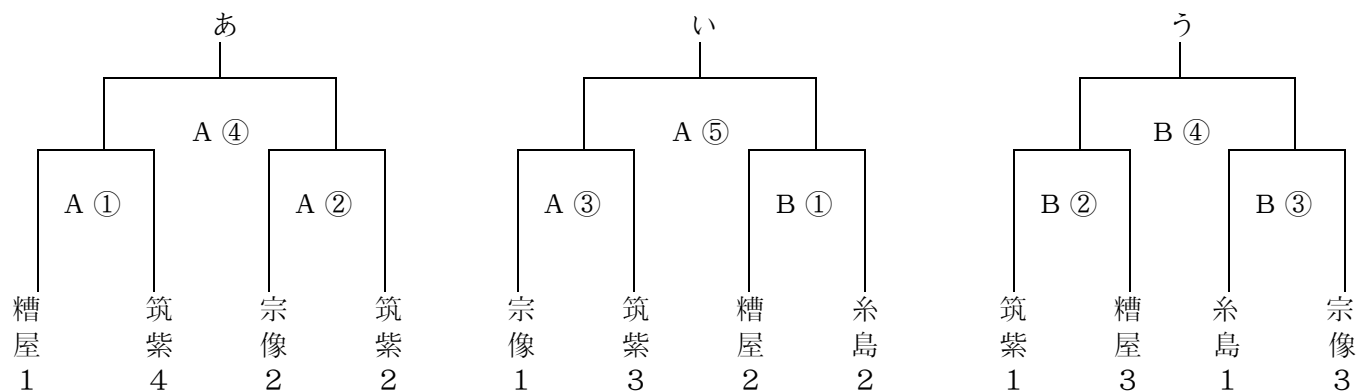 あ い う
A ④ A ⑤ B ④
A ① A ② A ③ B ① B ② B ③
糟屋1 筑紫4 宗像2 筑紫2 宗像1 筑紫3 糟屋2 糸島2 筑紫1 糟屋3 糸島1 宗像3